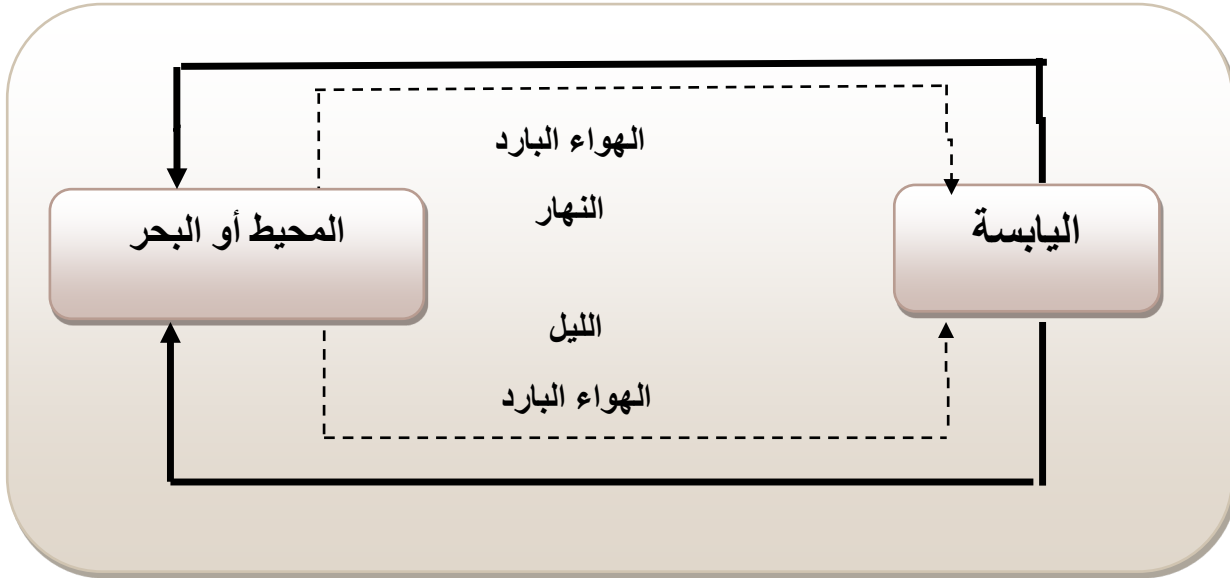 الهواء البارد
النهار
اليابسة
المحيط أو البحر
الليل
الهواء البارد